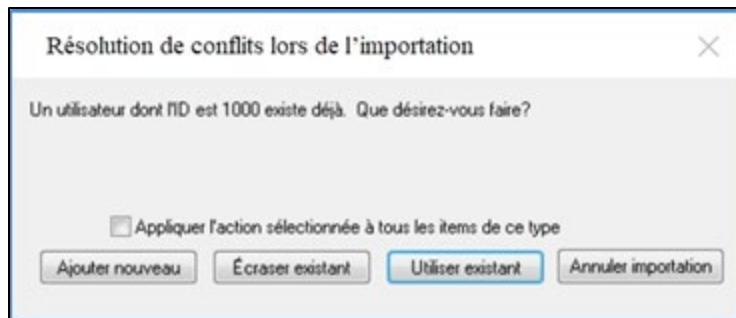 Résolution de conflits lors de l'importation
Un utilisateur dont l'ID est 1000 existe déjà. Que désirez-vous faire?
Appliquer l'action sélectionnée à tous les items de ce type
Ajouter nouveau Écraser existant Utiliser existant Annuler importation